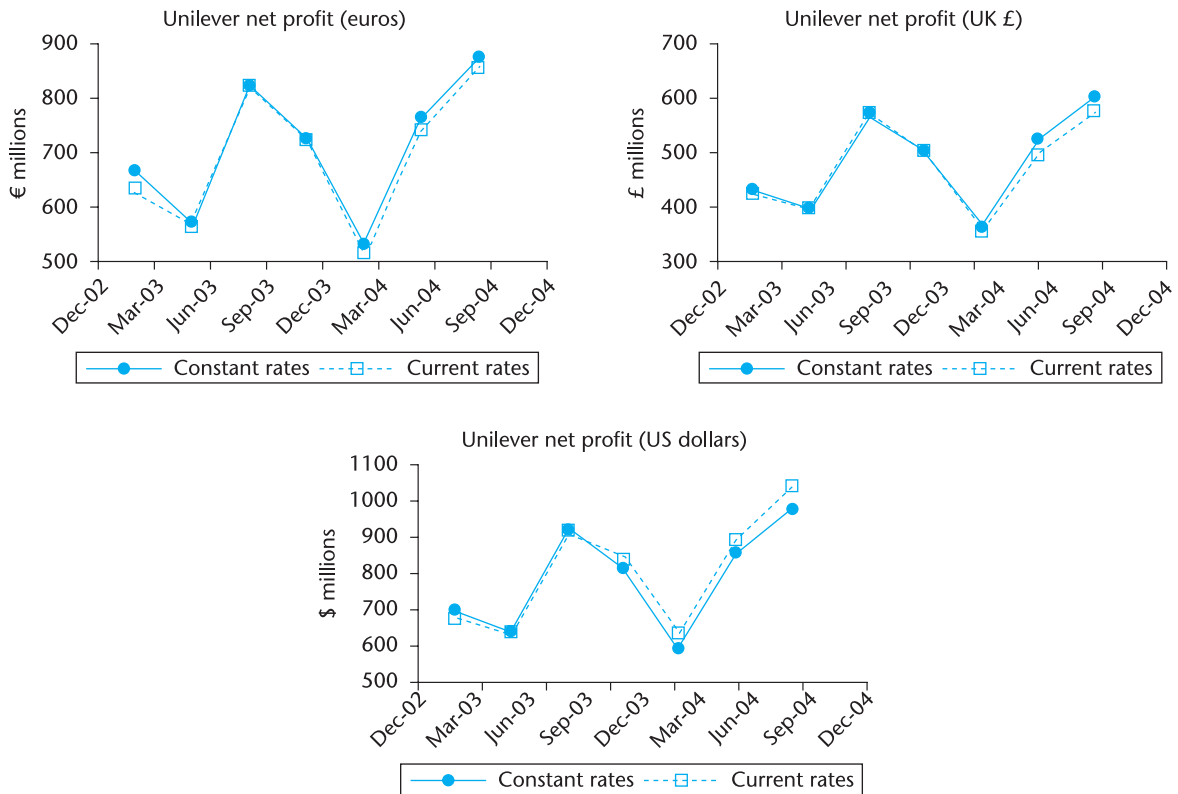 Unilever net profit (euros)
€ millions
900
800
700
600
500
Dec-02
Mar-03
Jun-03
Sep-03
Dec-03
Mar-04
Jun-04
Sep-04
Dec-04
Constant rates
Current rates
Unilever net profit (UK £)
£ millions
700
600
500
400
300
Dec-02
Mar-03
Jun-03
Sep-03
Dec-03
Mar-04
Jun-04
Sep-04
Dec-04
Constant rates
Current rates
Unilever net profit (US dollars)
$ millions
1100
1000
900
800
700
600
500
Dec-02
Mar-03
Jun-03
Sep-03
Dec-03
Mar-04
Jun-04
Sep-04
Dec-04
Constant rates
Current rates